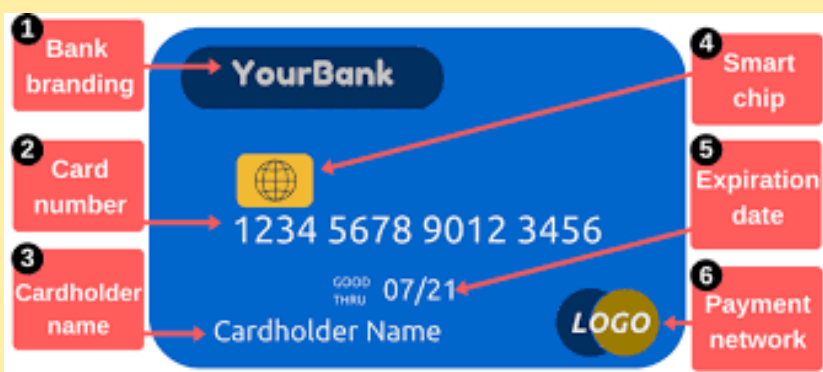 1
Bank
branding
YourBank
4
Smart
chip
2
Card
number
1234 5678 9012 3456
5
Expiration
date
3
Cardholder
name
GOOD
THRU
07/21
Cardholder Name
LOGO
6
Payment
network